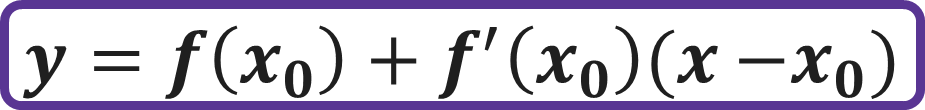 y = f(x₀) + f′(x₀)(x − x₀)